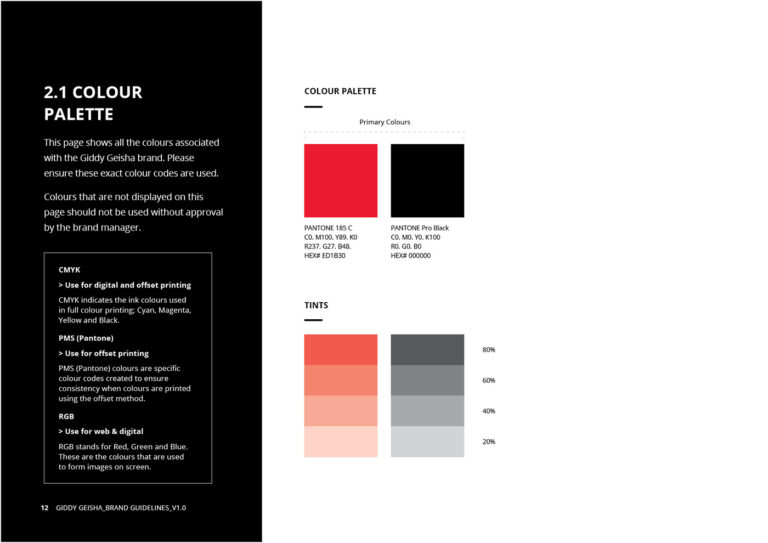 2.1 COLOUR
PALETTE
This page shows all the colours associated
with the Giddy Geisha brand. Please
ensure these exact colour codes are used.
Colours that are not displayed on this
page should not be used without approval
by the brand manager.
CMYK
> Use for digital and offset printing
CMYK indicates the ink colours used
in full colour printing; Cyan, Magenta,
Yellow and Black.
PMS (Pantone)
> Use for offset printing
PMS (Pantone) colours are specific
colour codes created to ensure
consistency when colours are printed
using the offset method.
RGB
> Use for web & digital
RGB stands for Red, Green and Blue.
These are the colours that are used
to form images on screen.
12 GIDDY GEISHA_BRAND GUIDELINES_V1.0
COLOUR PALETTE
Primary Colours
PANTONE 185 C
C0. M100. Y89. K0
R237. G27. B48.
HEX# ED1B30
PANTONE Pro Black
C0. M0. Y0. K100
R0. G0. B0
HEX# 000000
TINTS
80%
60%
40%
20%